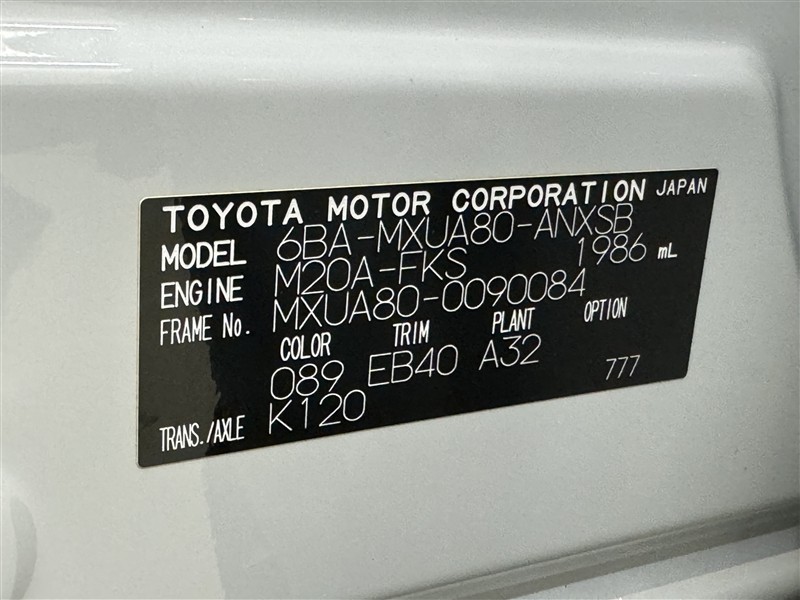 TOYOTA MOTOR CORPORATION JAPAN
MODEL 6BA-MXUA80-ANXSB
ENGINE M20A-FKS 1986 mL
FRAME No. MXUA80-0090084
COLOR TRIM PLANT OPTION
089 EB40 A32 777
TRANS./AXLE K120